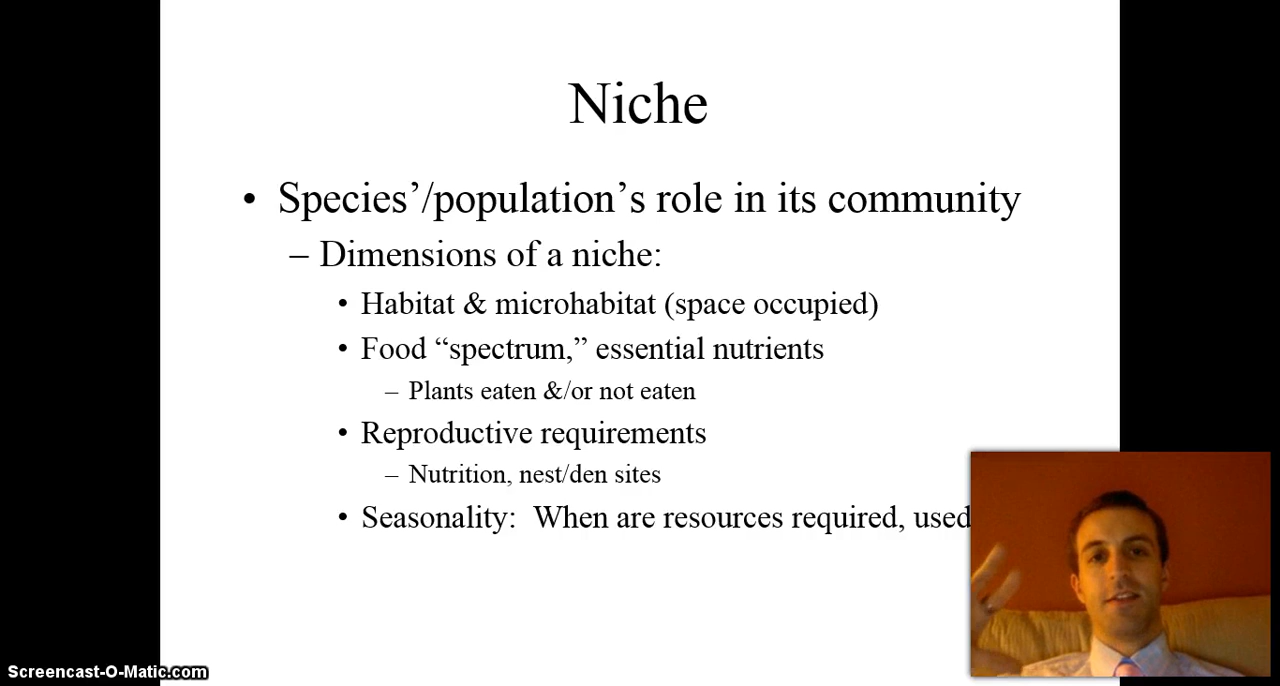 Niche
• Species’/population’s role in its community
– Dimensions of a niche:
• Habitat & microhabitat (space occupied)
• Food “spectrum,” essential nutrients
– Plants eaten &/or not eaten
• Reproductive requirements
– Nutrition, nest/den sites
• Seasonality: When are resources required, used
Screencast-O-Matic.com